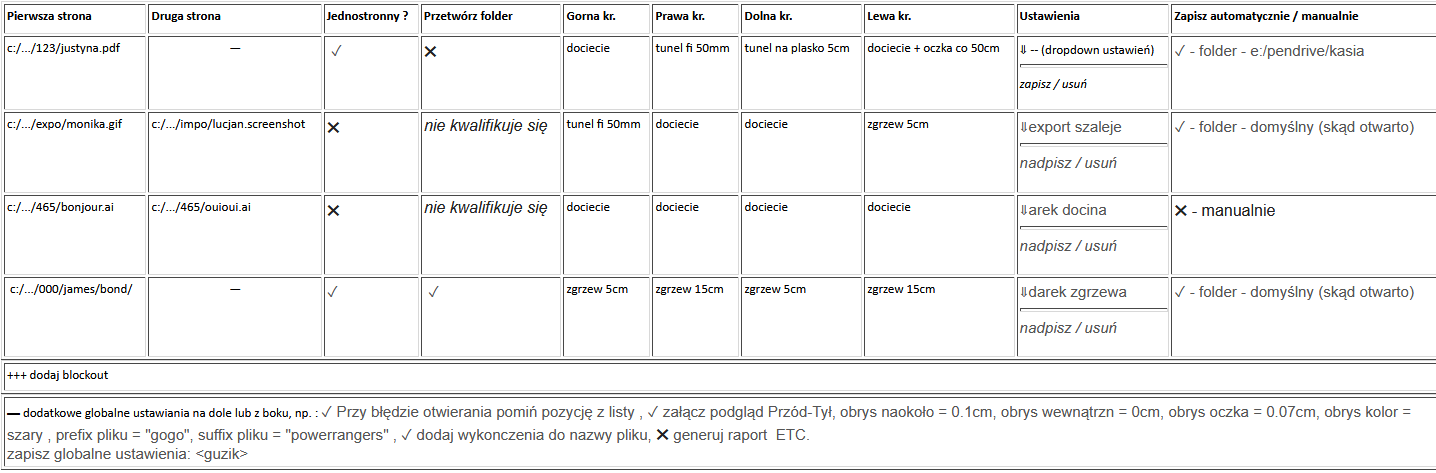 Pierwsza strona Druga strona Jednostronny ? Przetwórz folder Gorna kr. Prawa kr. Dolna kr. Lewa kr. Ustawienia Zapisz automatycznie / manualnie
c:/.../123/justyna.pdf — ✓ ✕ dociecie tunel fi 50mm tunel na plasko 5cm dociecie + oczka co 50cm ⇓ -- (dropdown ustawień) ✓ - folder - e:/pendrive/kasia
zapisz / usuń
c:/.../expo/monika.gif c:/.../impo/lucjan.screenshot ✕ nie kwalifikuje się tunel fi 50mm dociecie dociecie zgrzew 5cm ⇓export szaleje ✓ - folder - domyślny (skąd otwarto)
nadpisz / usuń
c:/.../465/bonjour.ai c:/.../465/ouioui.ai ✕ nie kwalifikuje się dociecie dociecie dociecie dociecie ⇓arek docina ✕ - manualnie
nadpisz / usuń
c:/.../000/james/bond/ — ✓ ✓ zgrzew 5cm zgrzew 15cm zgrzew 5cm zgrzew 15cm ⇓darek zgrzewa ✓ - folder - domyślny (skąd otwarto)
nadpisz / usuń
+++ dodaj blockout
— dodatkowe globalne ustawiania na dole lub z boku, np. : ✓ Przy błędzie otwierania pomiń pozycję z listy , ✓ załącz podgląd Przód-Tył, obrys naokoło = 0.1cm, obrys wewnątrzn = 0cm, obrys oczka = 0.07cm, obrys kolor =
szary , prefix pliku = "gogo", suffix pliku = "powerrangers" , ✓ dodaj wykonczenia do nazwy pliku, ✕ generuj raport ETC.
zapisz globalne ustawienia: <guzik>